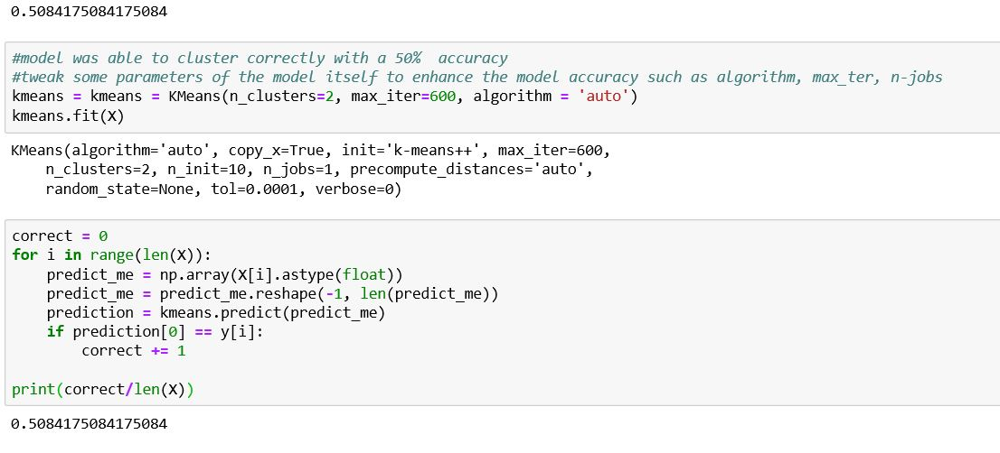 0.5084175084175084
#model was able to cluster correctly with a 50%  accuracy
#tweak some parameters of the model itself to enhance the model accuracy such as algorithm, max_ter, n-jobs
kmeans = kmeans = KMeans(n_clusters=2, max_iter=600, algorithm = 'auto')
kmeans.fit(X)
KMeans(algorithm='auto', copy_x=True, init='k-means++', max_iter=600,
    n_clusters=2, n_init=10, n_jobs=1, precompute_distances='auto',
    random_state=None, tol=0.0001, verbose=0)
correct = 0
for i in range(len(X)):
    predict_me = np.array(X[i].astype(float))
    predict_me = predict_me.reshape(-1, len(predict_me))
    prediction = kmeans.predict(predict_me)
    if prediction[0] == y[i]:
        correct += 1
print(correct/len(X))
0.5084175084175084